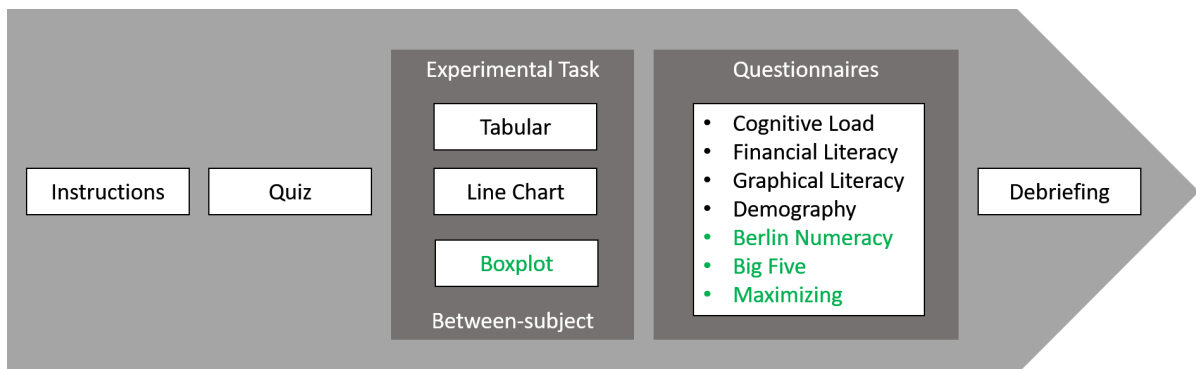 Instructions
Quiz
Experimental Task
Tabular
Line Chart
Boxplot
Between-subject
Questionnaires
• Cognitive Load
• Financial Literacy
• Graphical Literacy
• Demography
• Berlin Numeracy
• Big Five
• Maximizing
Debriefing